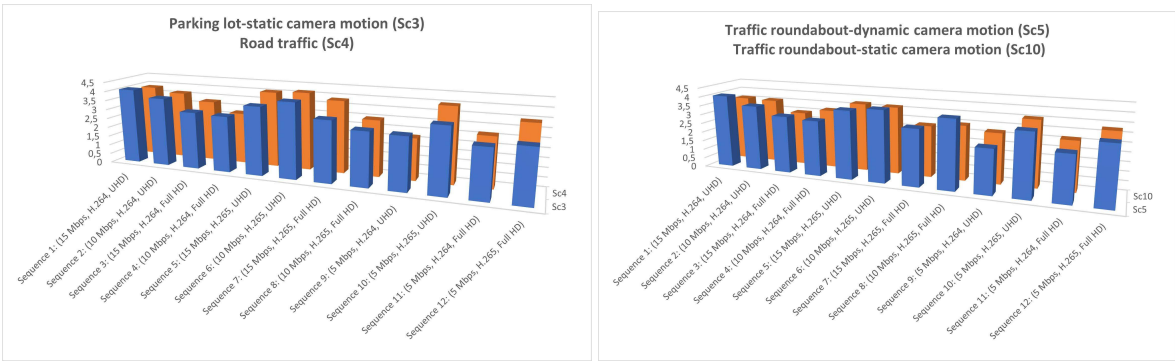 Parking lot-static camera motion (Sc3)
Road traffic (Sc4)
4,5
4
3,5
3
2,5
2
1,5
1
0,5
0
Sc4
Sc3
Sequence 1: (15 Mbps, H.264, UHD)
Sequence 2: (10 Mbps, H.264, UHD)
Sequence 3: (15 Mbps, H.264, Full HD)
Sequence 4: (10 Mbps, H.264, Full HD)
Sequence 5: (15 Mbps, H.265, UHD)
Sequence 6: (10 Mbps, H.265, UHD)
Sequence 7: (15 Mbps, H.265, Full HD)
Sequence 8: (10 Mbps, H.265, Full HD)
Sequence 9: (5 Mbps, H.264, UHD)
Sequence 10: (5 Mbps, H.265, UHD)
Sequence 11: (5 Mbps, H.264, Full HD)
Sequence 12: (5 Mbps, H.265, Full HD)
Traffic roundabout-dynamic camera motion (Sc5)
Traffic roundabout-static camera motion (Sc10)
4,5
4
3,5
3
2,5
2
1,5
1
0,5
0
Sc10
Sc5
Sequence 1: (15 Mbps, H.264, UHD)
Sequence 2: (10 Mbps, H.264, UHD)
Sequence 3: (15 Mbps, H.264, Full HD)
Sequence 4: (10 Mbps, H.264, Full HD)
Sequence 5: (15 Mbps, H.265, UHD)
Sequence 6: (10 Mbps, H.265, UHD)
Sequence 7: (15 Mbps, H.265, Full HD)
Sequence 8: (10 Mbps, H.265, Full HD)
Sequence 9: (5 Mbps, H.264, UHD)
Sequence 10: (5 Mbps, H.265, UHD)
Sequence 11: (5 Mbps, H.264, Full HD)
Sequence 12: (5 Mbps, H.265, Full HD)